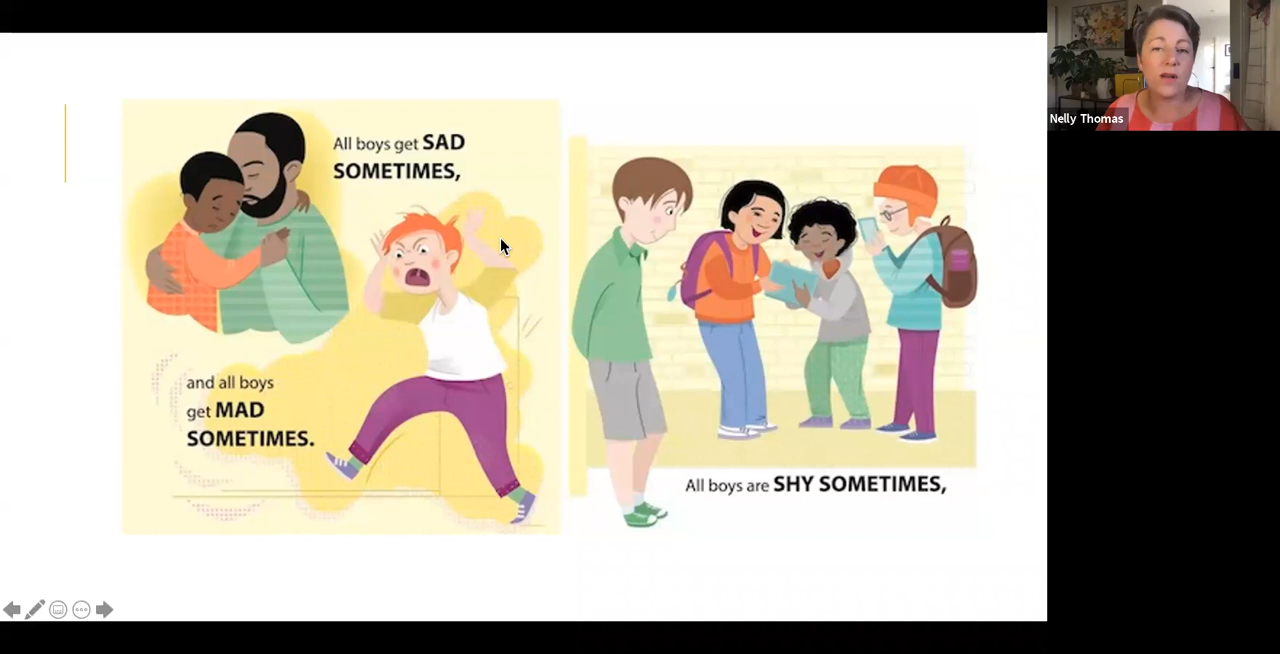 All boys get SAD
SOMETIMES,
and all boys
get MAD
SOMETIMES.
All boys are SHY SOMETIMES,
Nelly Thomas